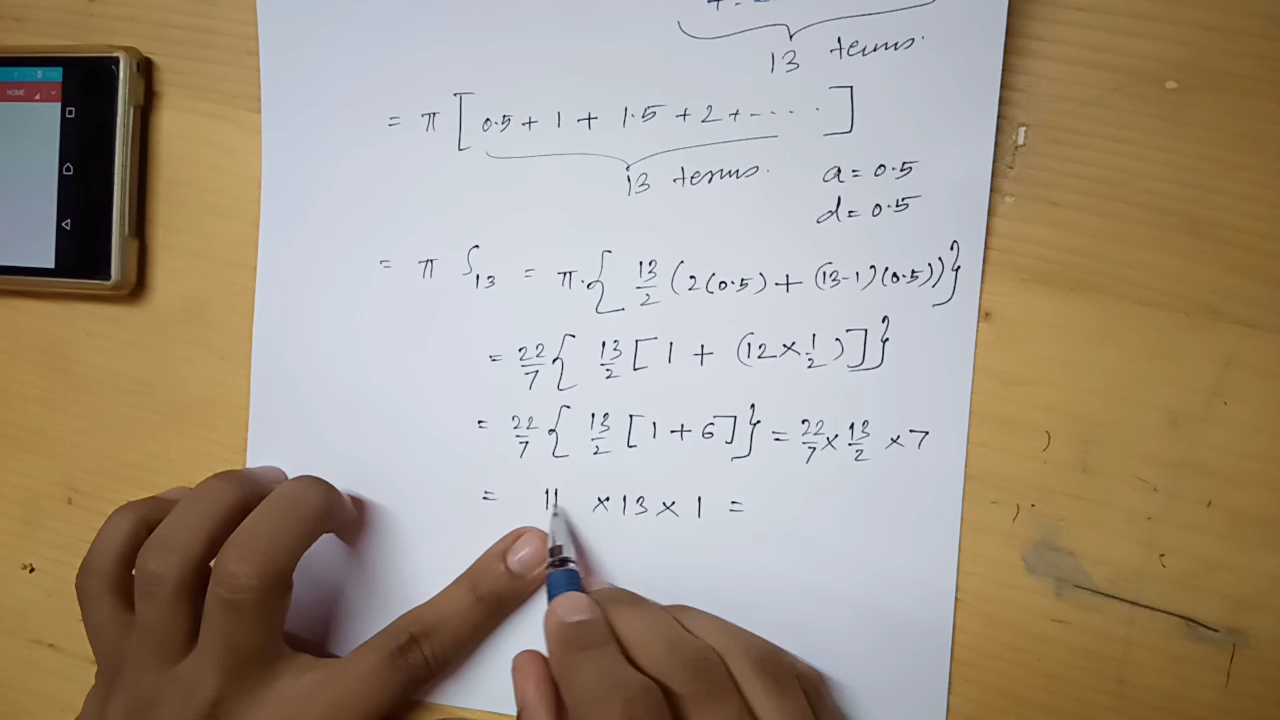 13 terms.
= π [ 0.5 + 1 + 1.5 + 2 + ..... ]
13 terms.
a = 0.5
d = 0.5
= π S13 = π. { 13/2 (2(0.5) + (13-1)(0.5)) }
= 22/7 { 13/2 [ 1 + (12 × 1/2) ] }
= 22/7 { 13/2 [ 1 + 6 ] } = 22/7 × 13/2 × 7
= 11 × 13 × 1 =
HOME